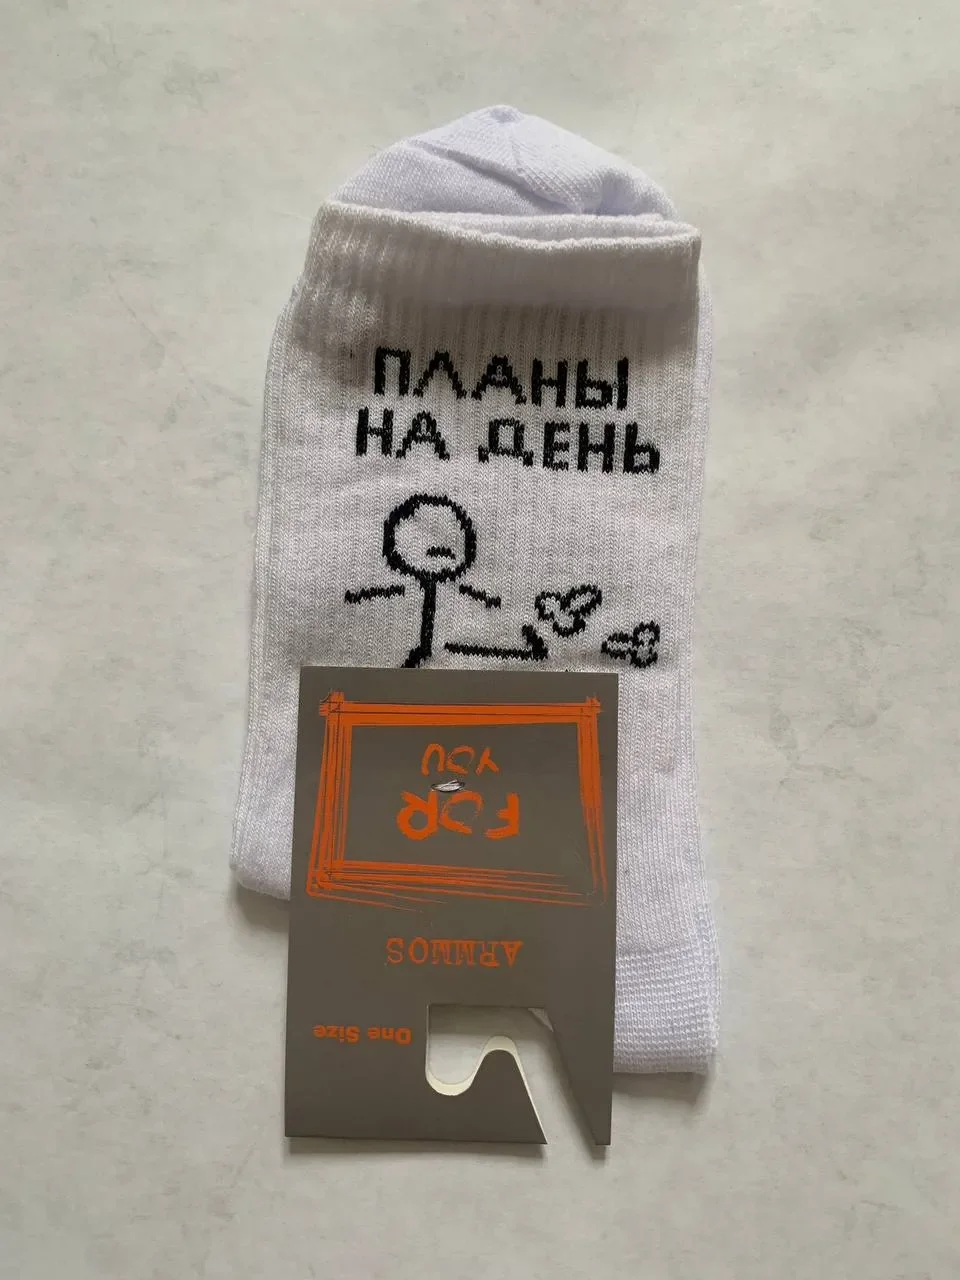 ПЛАНЫ
НА ДЕНЬ
FOR
YOU
ARMMOS
One Size